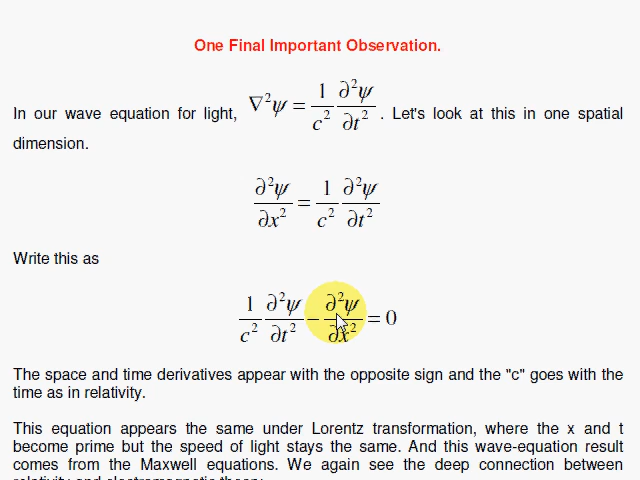 One Final Important Observation.
In our wave equation for light, ∇²ψ = 1/c² ∂²ψ/∂t² . Let's look at this in one spatial
dimension.
∂²ψ/∂x² = 1/c² ∂²ψ/∂t²
Write this as
1/c² ∂²ψ/∂t² − ∂²ψ/∂x² = 0
The space and time derivatives appear with the opposite sign and the "c" goes with the
time as in relativity.
This equation appears the same under Lorentz transformation, where the x and t
become prime but the speed of light stays the same. And this wave-equation result
comes from the Maxwell equations. We again see the deep connection between
relativity and electromagnetic theory.